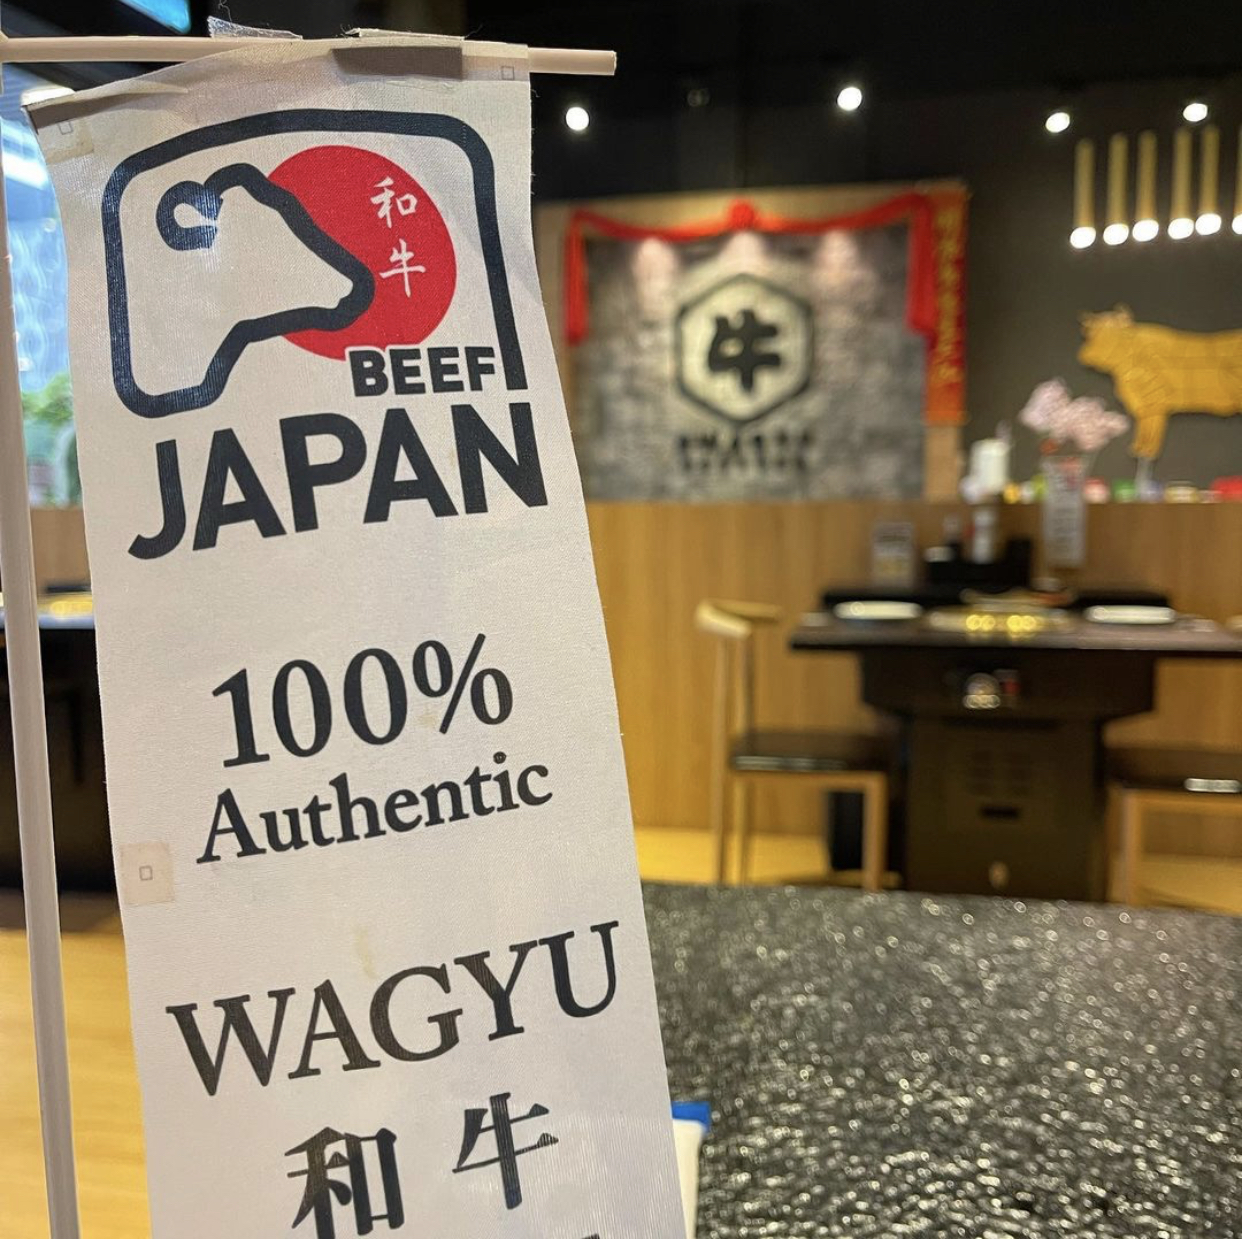 和
牛
BEEF
JAPAN
100%
Authentic
WAGYU
和牛
牛